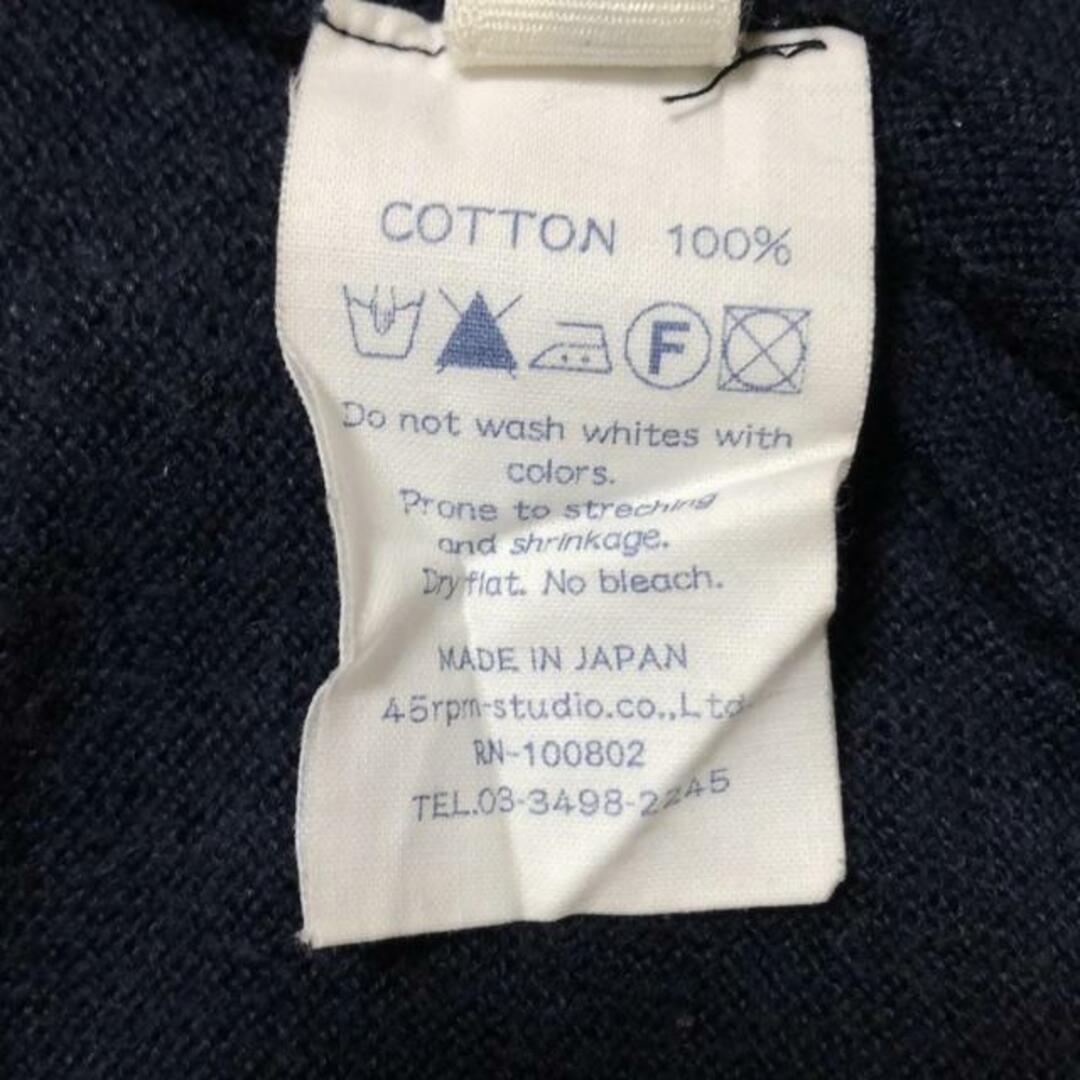 COTTON 100%
F
Do not wash whites with
colors.
Prone to streching
and shrinkage.
Dry flat. No bleach.
MADE IN JAPAN
45rpm-studio.co.,Ltd.
RN-100802
TEL.03-3498-2245